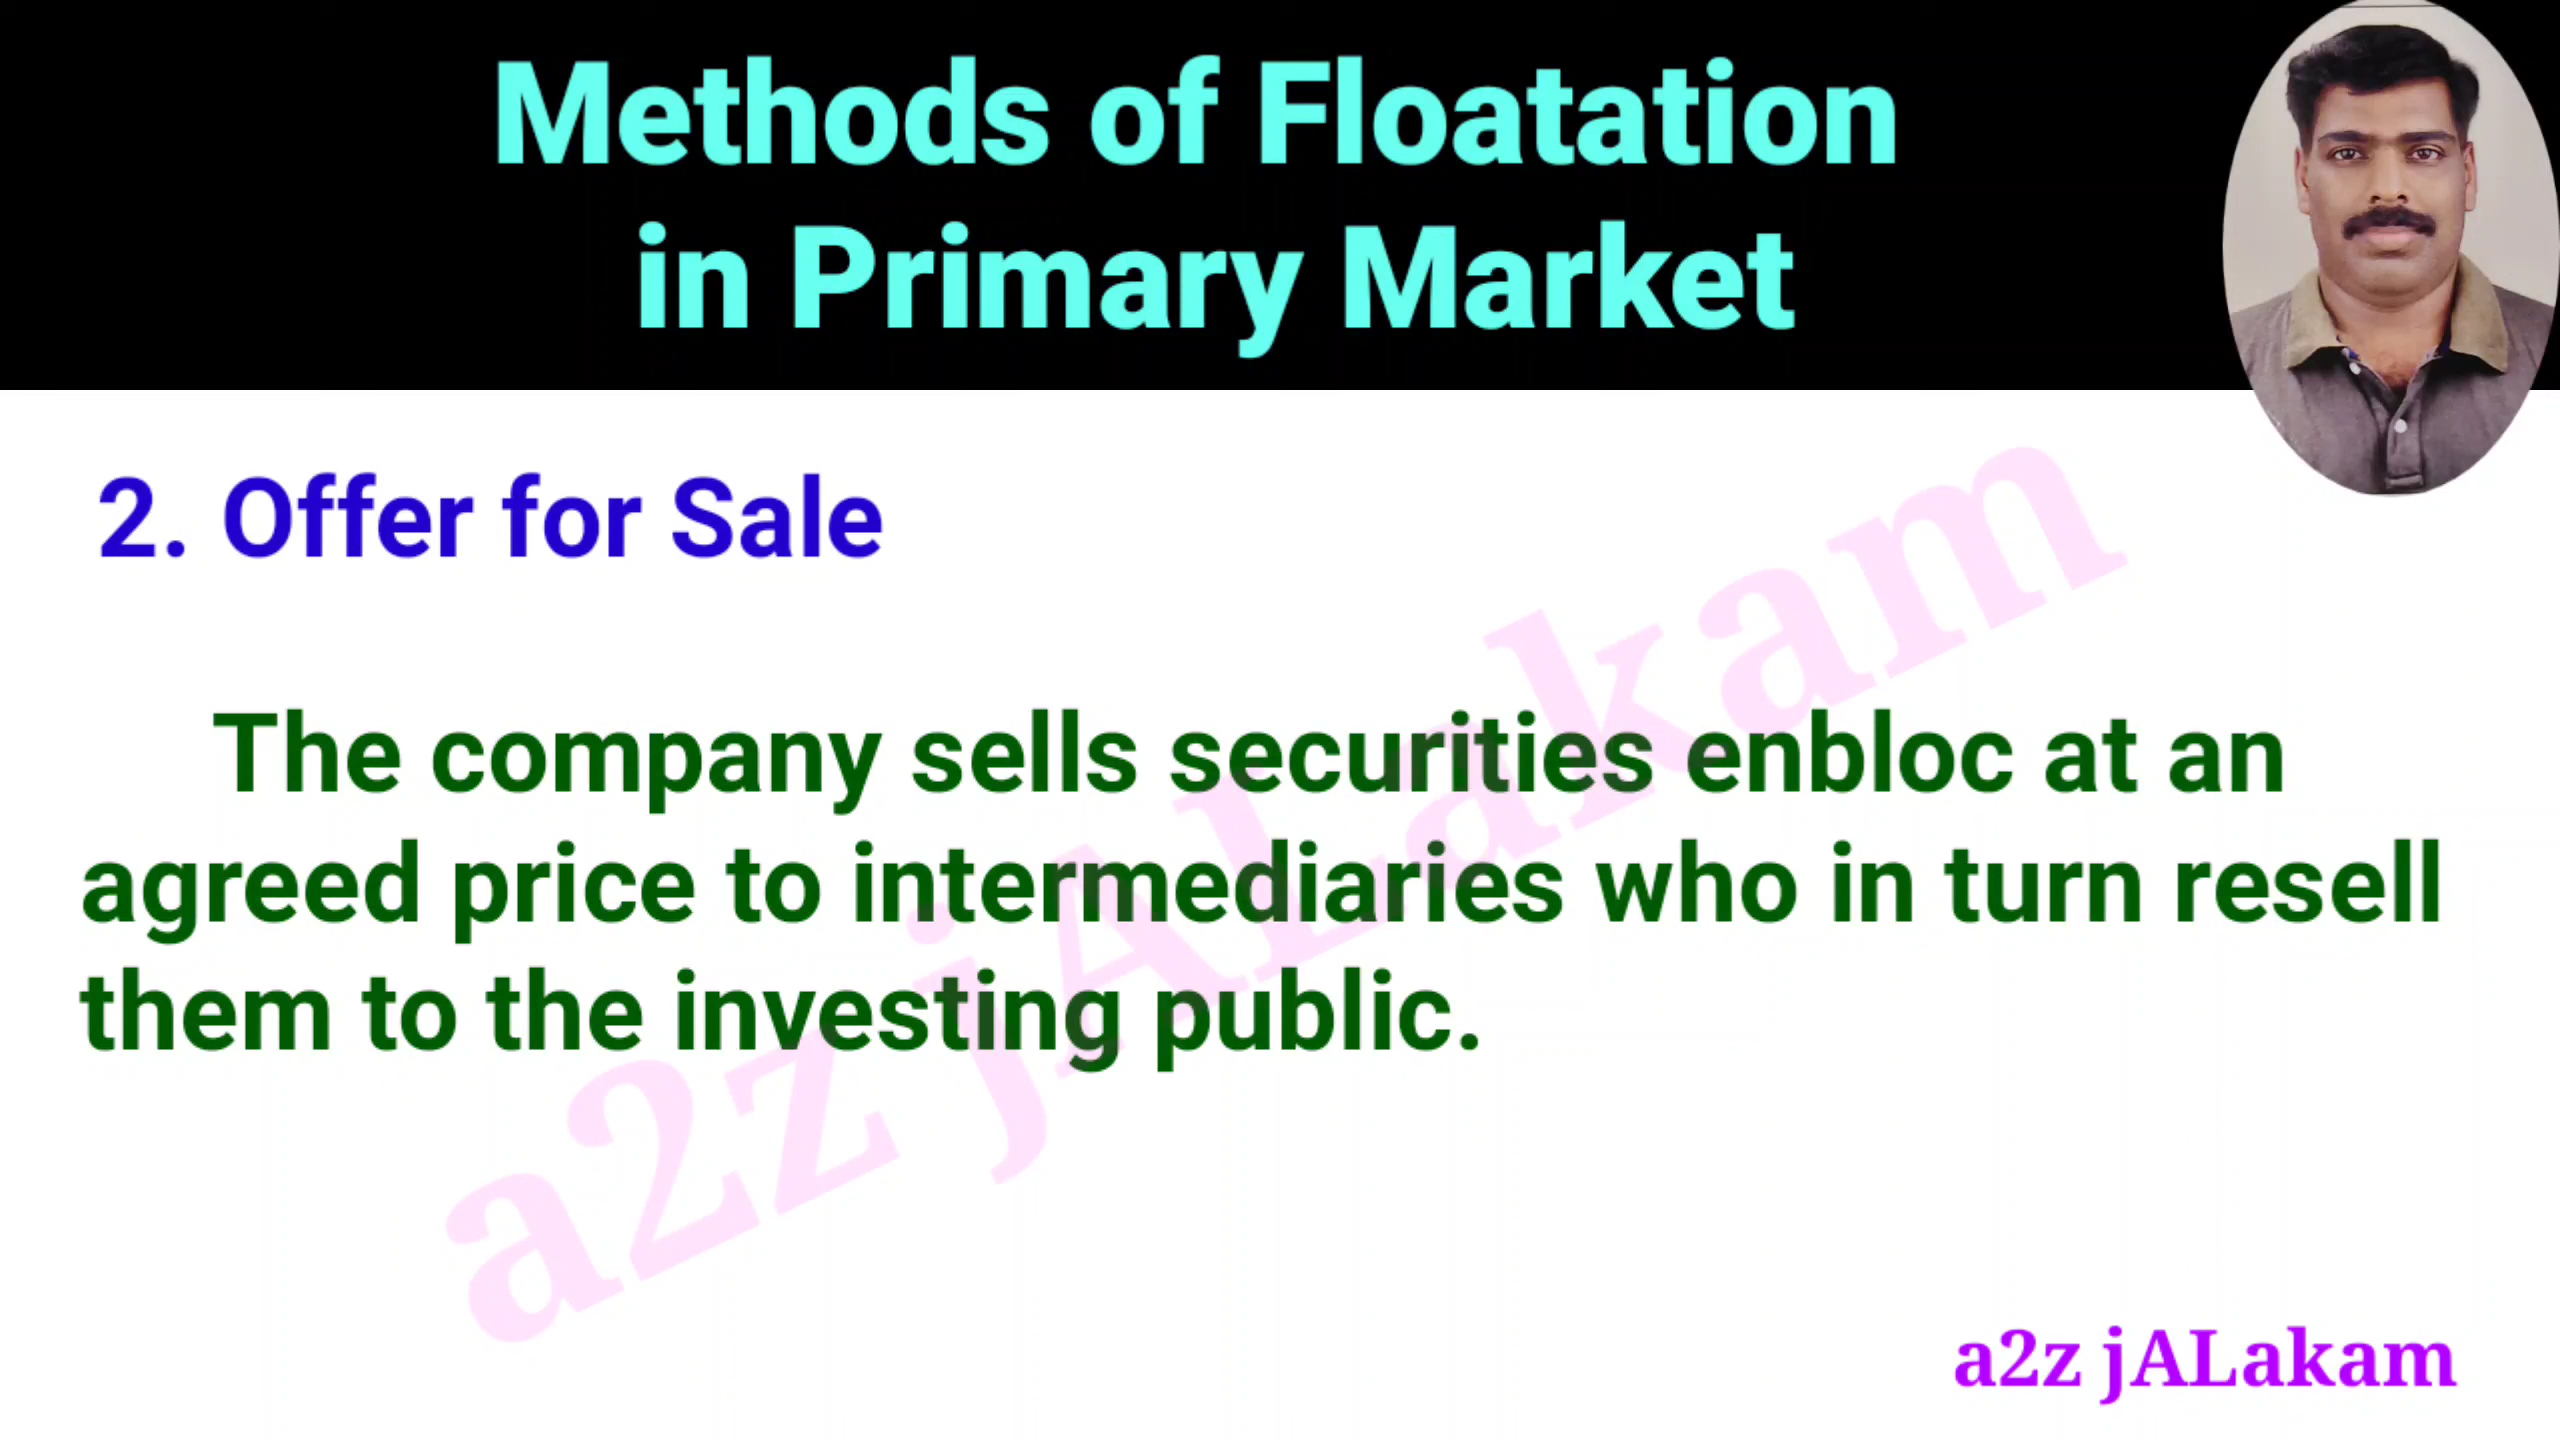 Methods of Floatation
in Primary Market
2. Offer for Sale
The company sells securities enbloc at an
agreed price to intermediaries who in turn resell
them to the investing public.
a2z jALakam
a2z jALakam